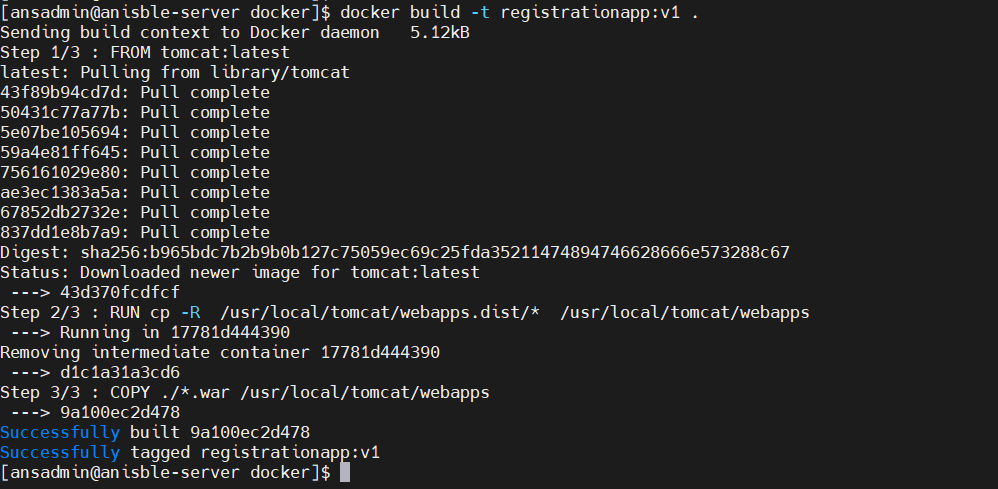 [ansadmin@anisble-server docker]$ docker build -t registrationapp:v1 .
Sending build context to Docker daemon   5.12kB
Step 1/3 : FROM tomcat:latest
latest: Pulling from library/tomcat
43f89b94cd7d: Pull complete
50431c77a77b: Pull complete
5e07be105694: Pull complete
59a4e81ff645: Pull complete
756161029e80: Pull complete
ae3ec1383a5a: Pull complete
67852db2732e: Pull complete
837dd1e8b7a9: Pull complete
Digest: sha256:b965bdc7b2b9b0b127c75059ec69c25fda35211474894746628666e573288c67
Status: Downloaded newer image for tomcat:latest
 ---> 43d370fcdfcf
Step 2/3 : RUN cp -R  /usr/local/tomcat/webapps.dist/*  /usr/local/tomcat/webapps
 ---> Running in 17781d444390
Removing intermediate container 17781d444390
 ---> d1c1a31a3cd6
Step 3/3 : COPY ./*.war /usr/local/tomcat/webapps
 ---> 9a100ec2d478
Successfully built 9a100ec2d478
Successfully tagged registrationapp:v1
[ansadmin@anisble-server docker]$